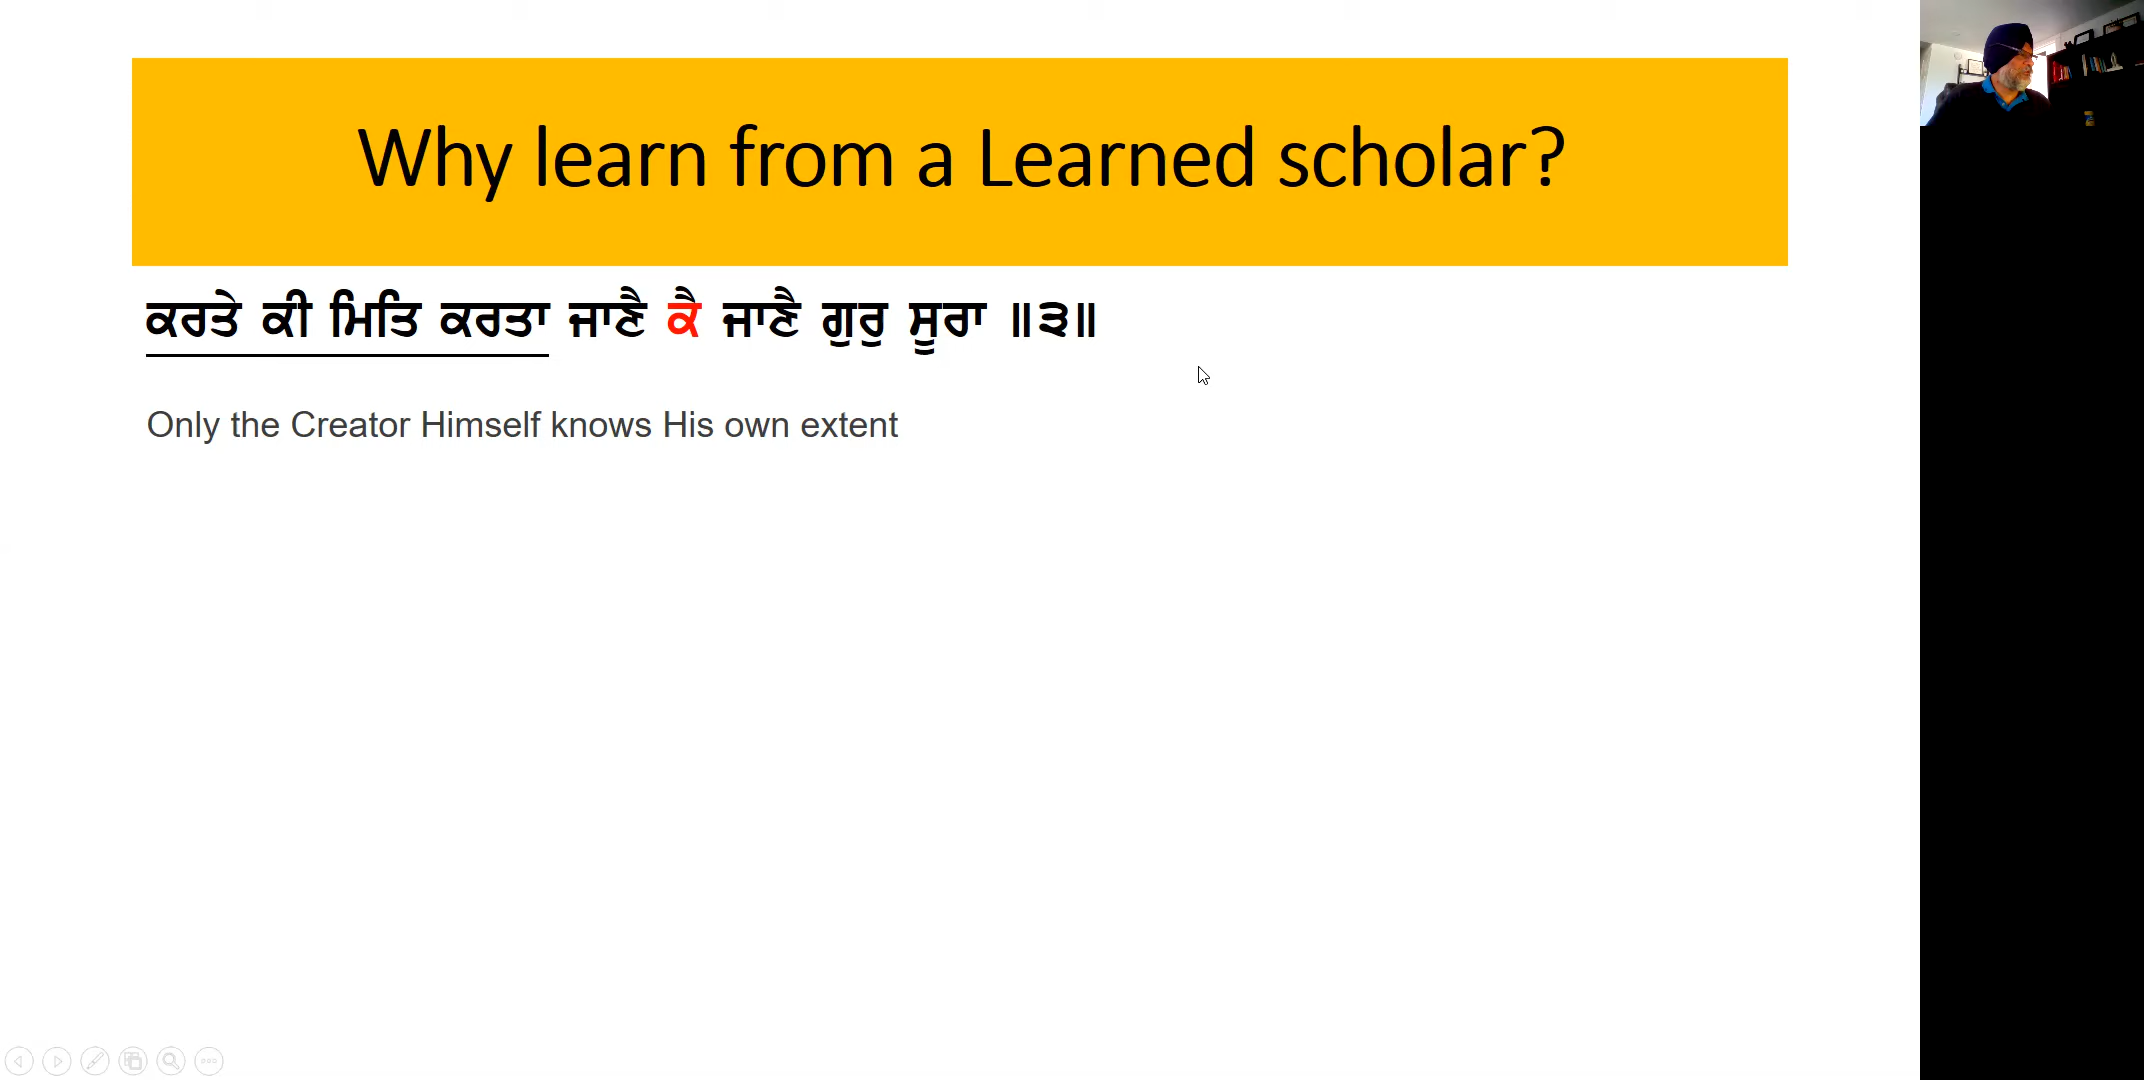 Why learn from a Learned scholar?
ਕਰਤੇ ਕੀ ਮਿਤਿ ਕਰਤਾ ਜਾਣੈ ਕੈ ਜਾਣੈ ਗੁਰੁ ਸੂਰਾ ॥੩॥
Only the Creator Himself knows His own extent